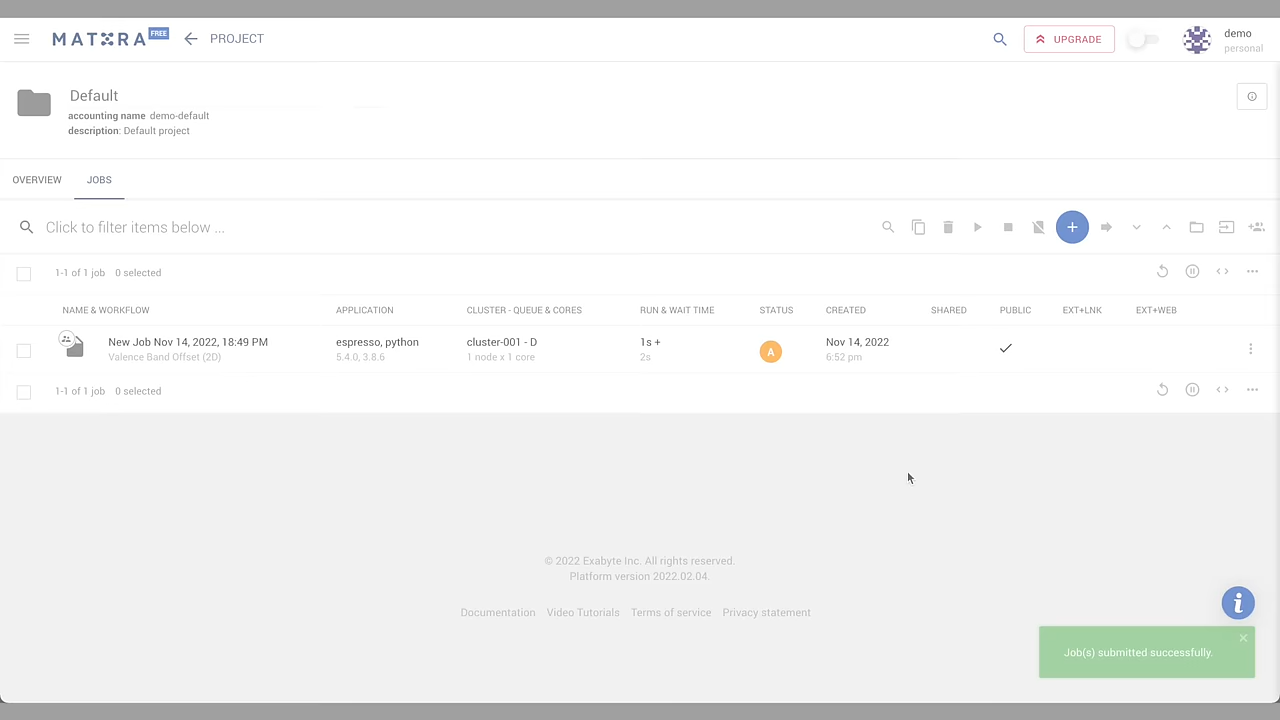 MAT3RA FREE PROJECT UPGRADE demo
personal
Default
accounting name demo-default
description: Default project
OVERVIEW JOBS
Click to filter items below ...
1-1 of 1 job 0 selected
NAME & WORKFLOW APPLICATION CLUSTER - QUEUE & CORES RUN & WAIT TIME STATUS CREATED SHARED PUBLIC EXT+LNK EXT+WEB
New Job Nov 14, 2022, 18:49 PM espresso, python cluster-001 - D 1s + A Nov 14, 2022
Valence Band Offset (2D) 5.4.0, 3.8.6 1 node x 1 core 2s 6:52 pm
1-1 of 1 job 0 selected
© 2022 Exabyte Inc. All rights reserved.
Platform version 2022.02.04.
Documentation Video Tutorials Terms of service Privacy statement
Job(s) submitted successfully.